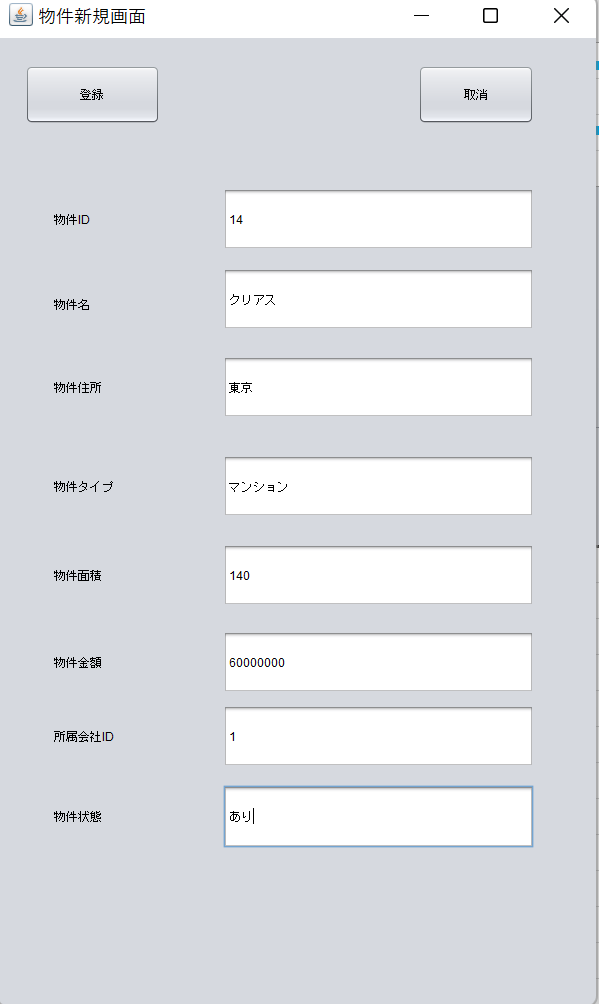 物件新規画面
登録
取消
物件ID
14
物件名
クリアス
物件住所
東京
物件タイプ
マンション
物件面積
140
物件金額
60000000
所属会社ID
1
物件状態
あり